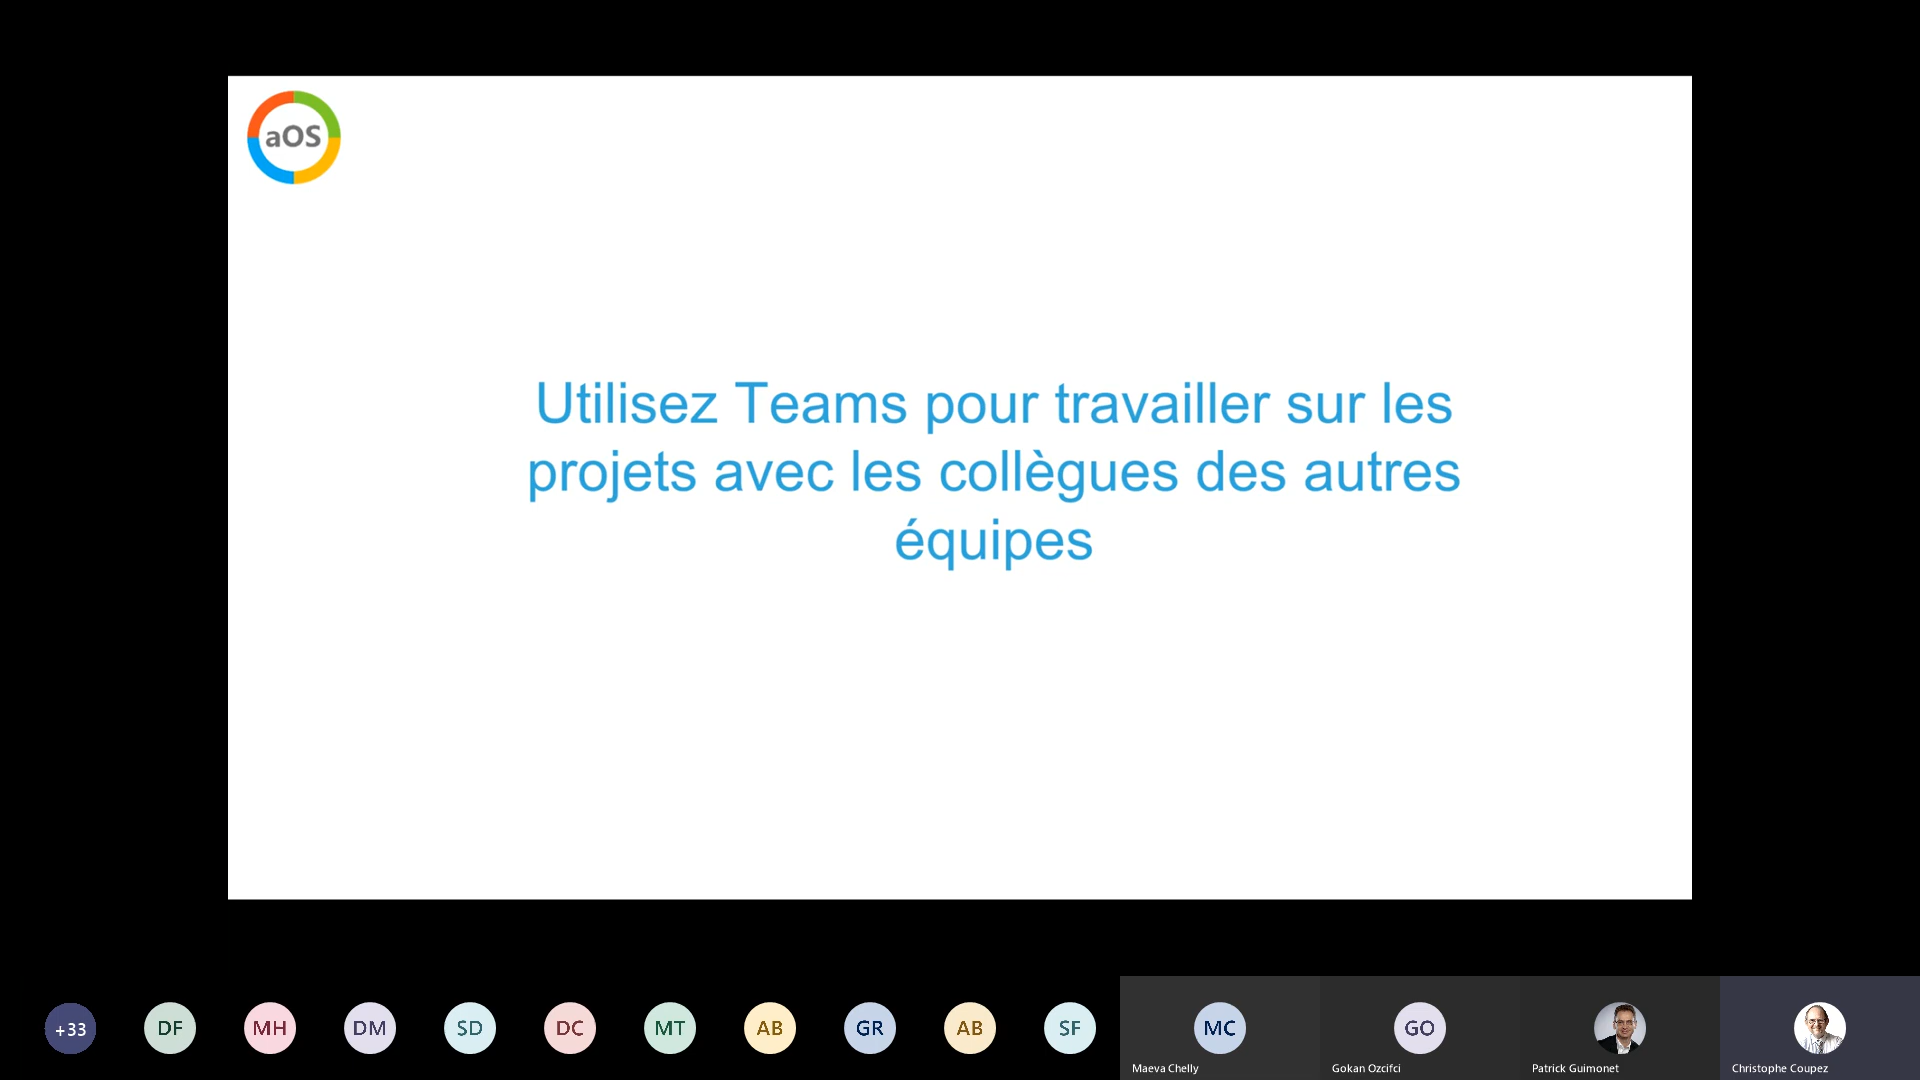 aOS
Utilisez Teams pour travailler sur les
projets avec les collègues des autres
équipes
+33
DF
MH
DM
SD
DC
MT
AB
GR
AB
SF
MC
GO
Maeva Chelly
Gokan Ozcifci
Patrick Guimonet
Christophe Coupez